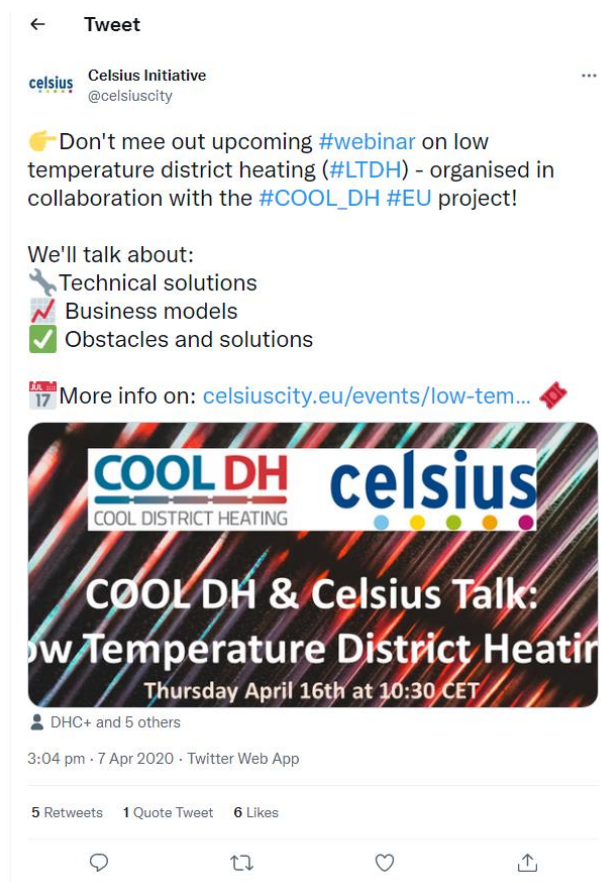 Tweet
celsius
Celsius Initiative
@celsiuscity
Don't mee out upcoming #webinar on low
temperature district heating (#LTDH) - organised in
collaboration with the #COOL_DH #EU project!
We'll talk about:
Technical solutions
Business models
Obstacles and solutions
JUL
17
More info on: celsiuscity.eu/events/low-tem...
COOL DH
COOL DISTRICT HEATING
celsius
COOL DH & Celsius Talk:
ow Temperature District Heatin
Thursday April 16th at 10:30 CET
DHC+ and 5 others
3:04 pm · 7 Apr 2020 · Twitter Web App
5 Retweets 1 Quote Tweet 6 Likes